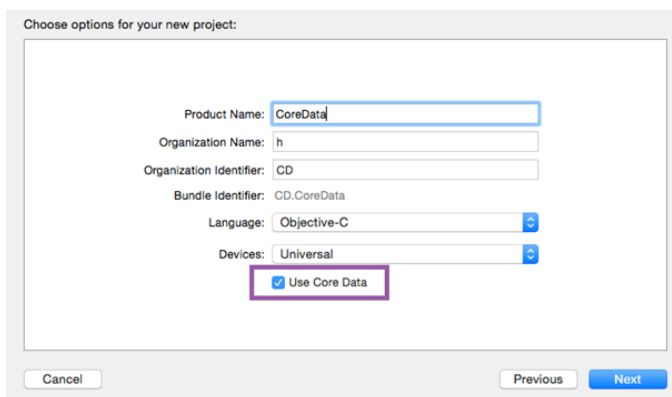 Choose options for your new project:
Product Name: CoreData
Organization Name: h
Organization Identifier: CD
Bundle Identifier: CD.CoreData
Language: Objective-C
Devices: Universal
Use Core Data
Cancel Previous Next